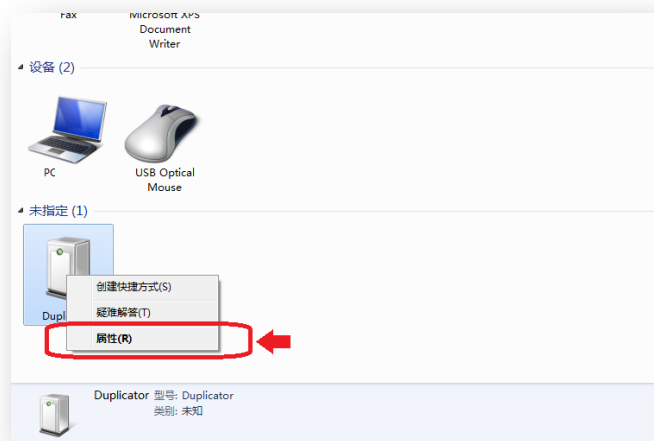 Fax
Microsoft XPS
Document
Writer
设备 (2)
PC
USB Optical
Mouse
未指定 (1)
Dupl
创建快捷方式(S)
疑难解答(T)
属性(R)
Duplicator 型号: Duplicator
类别: 未知